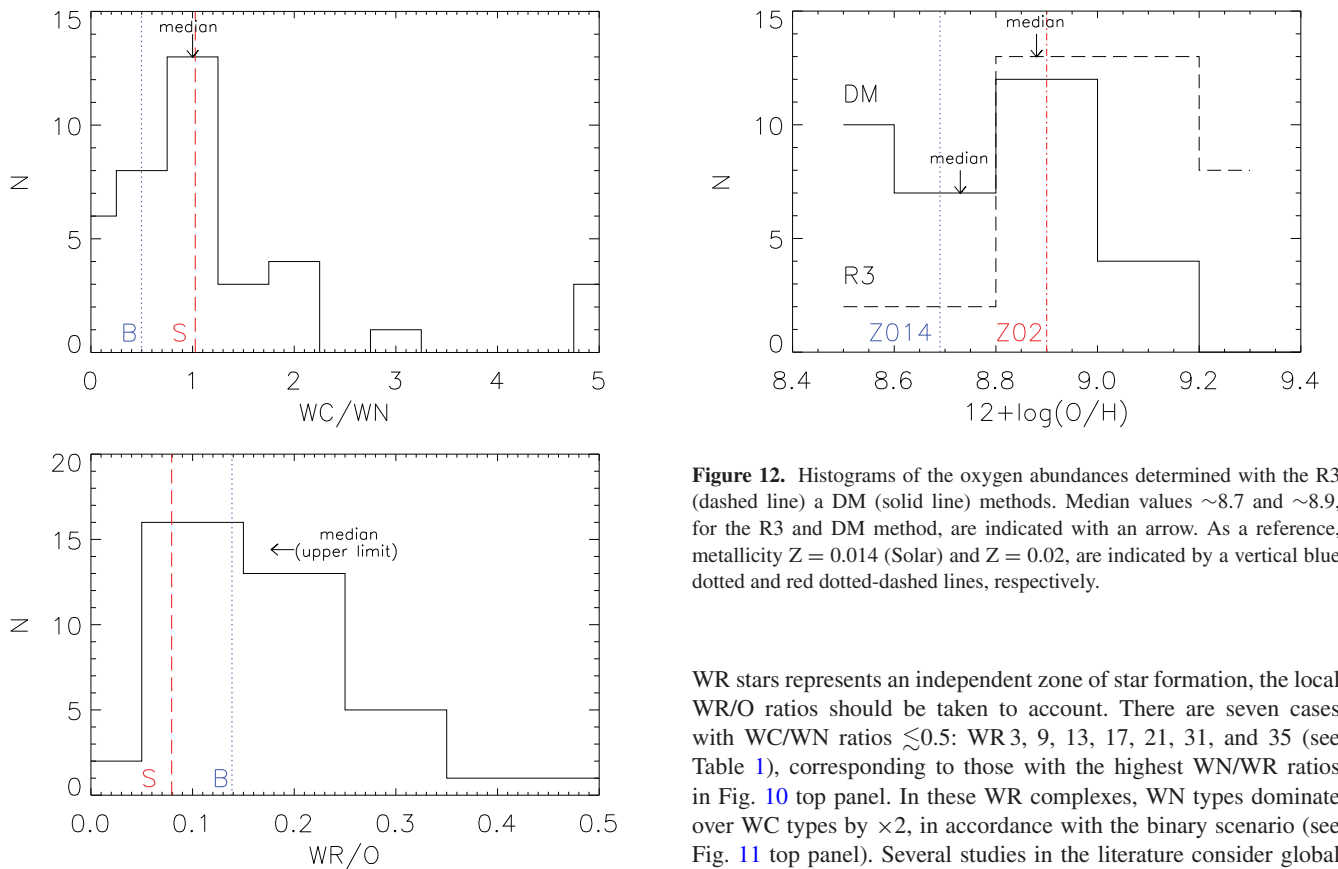 15
median
10
N
5
B
S
0
0
1
2
3
4
5
WC/WN
20
15
median
(upper limit)
N
10
5
S
B
0
0.0
0.1
0.2
0.3
0.4
0.5
WR/O
15
median
DM
10
median
N
5
R3
Z014
Z02
0
8.4
8.6
8.8
9.0
9.2
9.4
12+log(O/H)
Figure 12. Histograms of the oxygen abundances determined with the R3
(dashed line) a DM (solid line) methods. Median values ∼8.7 and ∼8.9,
for the R3 and DM method, are indicated with an arrow. As a reference,
metallicity Z = 0.014 (Solar) and Z = 0.02, are indicated by a vertical blue
dotted and red dotted-dashed lines, respectively.
WR stars represents an independent zone of star formation, the local
WR/O ratios should be taken to account. There are seven cases
with WC/WN ratios ≲0.5: WR 3, 9, 13, 17, 21, 31, and 35 (see
Table 1), corresponding to those with the highest WN/WR ratios
in Fig. 10 top panel. In these WR complexes, WN types dominate
over WC types by ×2, in accordance with the binary scenario (see
Fig. 11 top panel). Several studies in the literature consider global